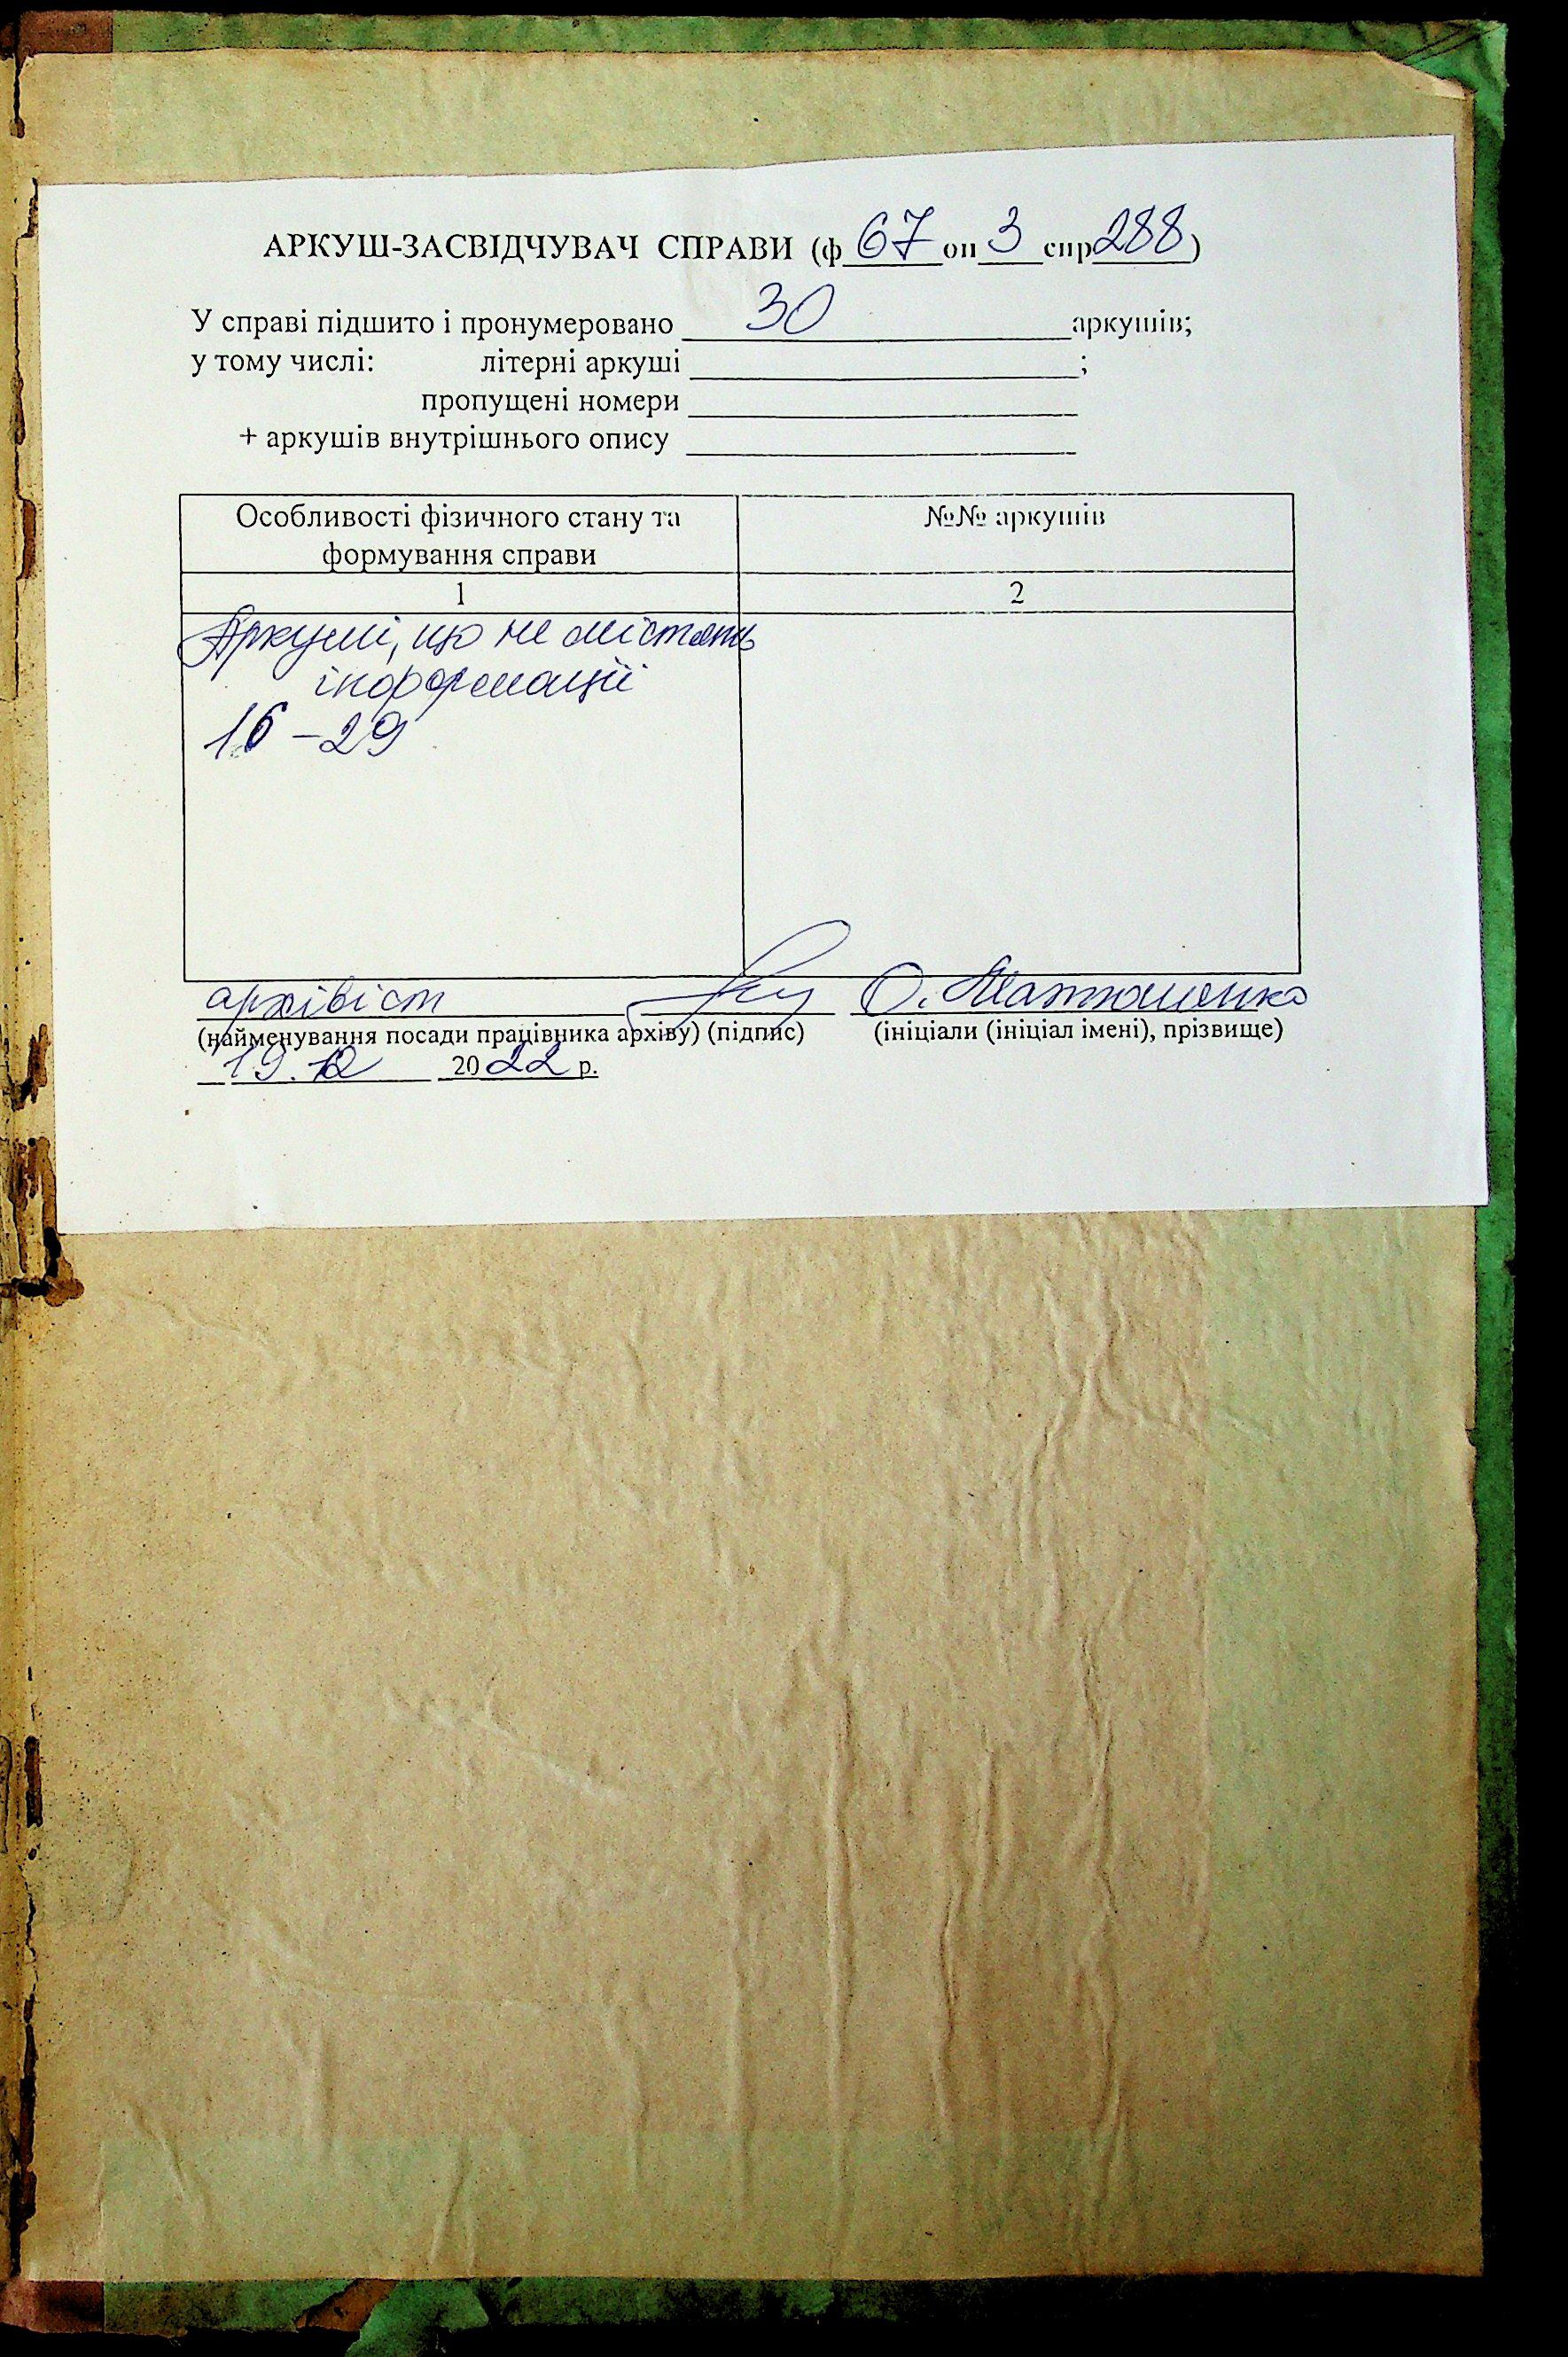 АРКУШ-ЗАСВІДЧУВАЧ СПРАВИ (ф 67 оп 3 спр 288)
У справі підшито і пронумеровано 30 аркушів;
у тому числі: літерні аркуші ;
пропущені номери
+ аркушів внутрішнього опису
Особливості фізичного стану та формування справи
№№ аркушів
1 2
Аркуші, що не містять
інформації
16-29
архівіст О. Матюшенко
(найменування посади працівника архіву) (підпис) (ініціали (ініціал імені), прізвище)
19.12 2022 р.